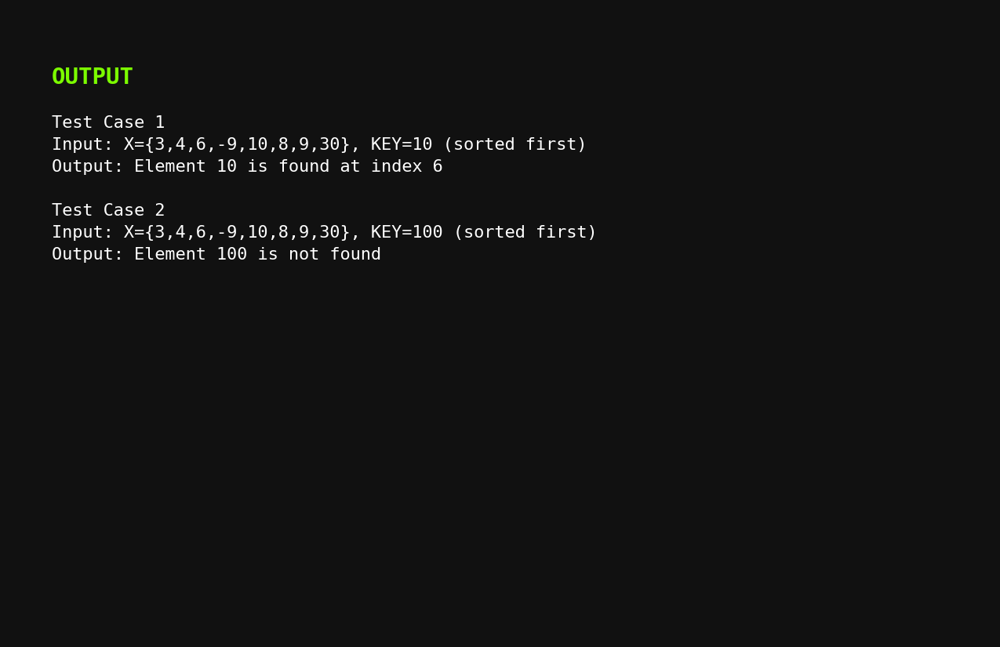 OUTPUT
Test Case 1
Input: X={3,4,6,-9,10,8,9,30}, KEY=10 (sorted first)
Output: Element 10 is found at index 6
Test Case 2
Input: X={3,4,6,-9,10,8,9,30}, KEY=100 (sorted first)
Output: Element 100 is not found